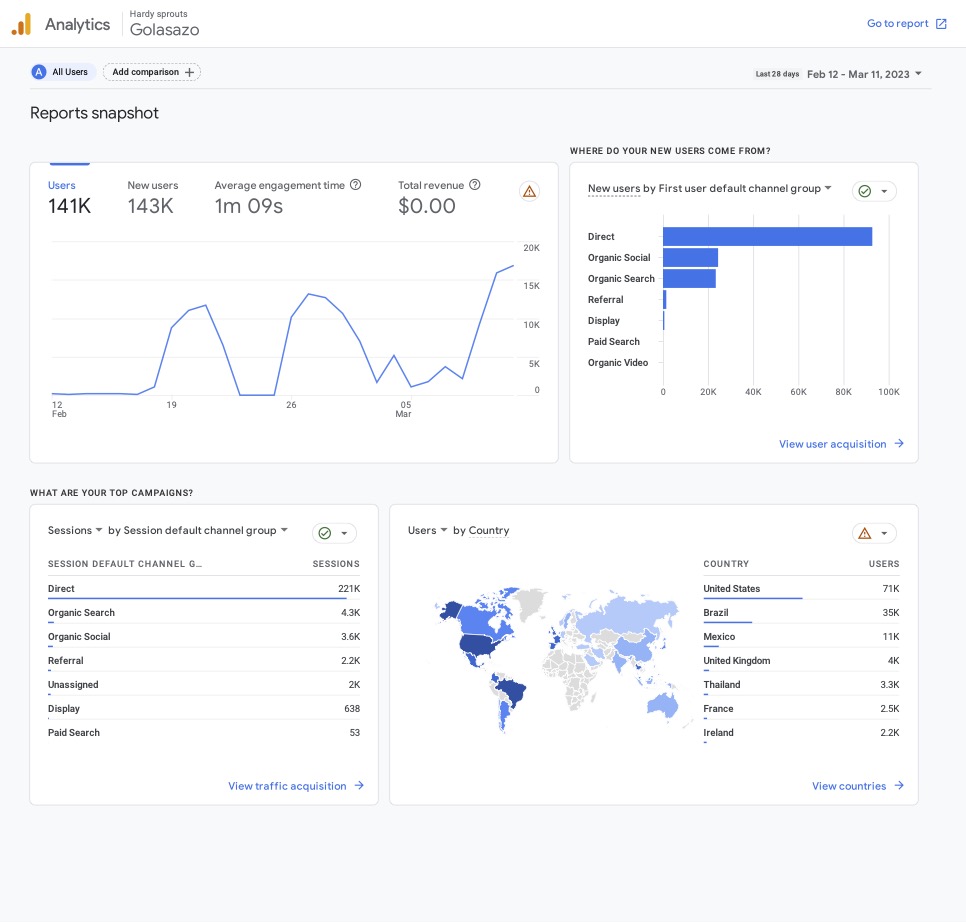 Analytics
Hardy sprouts
Golasazo
Go to report
A All Users
Add comparison
Last 28 days Feb 12 - Mar 11, 2023
Reports snapshot
Users
141K
New users
143K
Average engagement time
1m 09s
Total revenue
$0.00
20K
15K
10K
5K
0
12
Feb
19
26
05
Mar
WHERE DO YOUR NEW USERS COME FROM?
New users by First user default channel group
Direct
Organic Social
Organic Search
Referral
Display
Paid Search
Organic Video
0 20K 40K 60K 80K 100K
View user acquisition
WHAT ARE YOUR TOP CAMPAIGNS?
Sessions by Session default channel group
SESSION DEFAULT CHANNEL G… SESSIONS
Direct 221K
Organic Search 4.3K
Organic Social 3.6K
Referral 2.2K
Unassigned 2K
Display 638
Paid Search 53
View traffic acquisition
Users by Country
COUNTRY USERS
United States 71K
Brazil 35K
Mexico 11K
United Kingdom 4K
Thailand 3.3K
France 2.5K
Ireland 2.2K
View countries